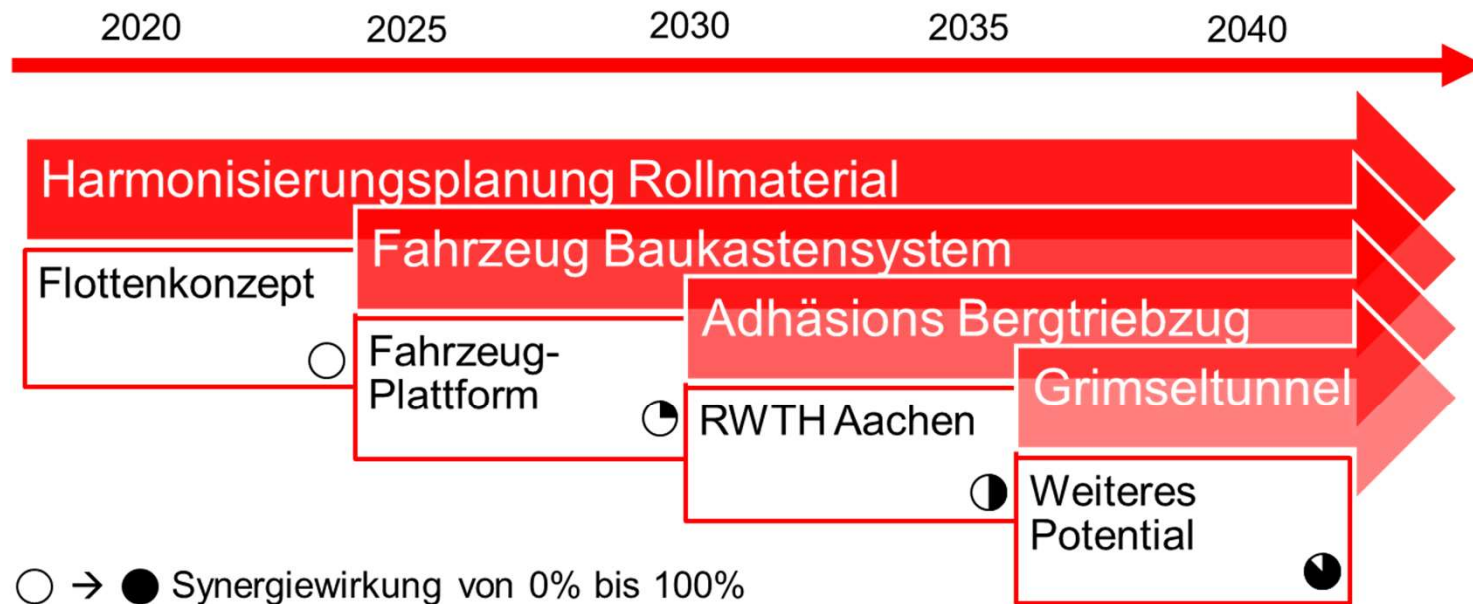 2020 2025 2030 2035 2040
Harmonisierungsplanung Rollmaterial
Fahrzeug Baukastensystem
Flottenkonzept
Adhäsions Bergtriebzug
Fahrzeug-
Plattform
Grimseltunnel
RWTH Aachen
Weiteres
Potential
→ Synergiewirkung von 0% bis 100%